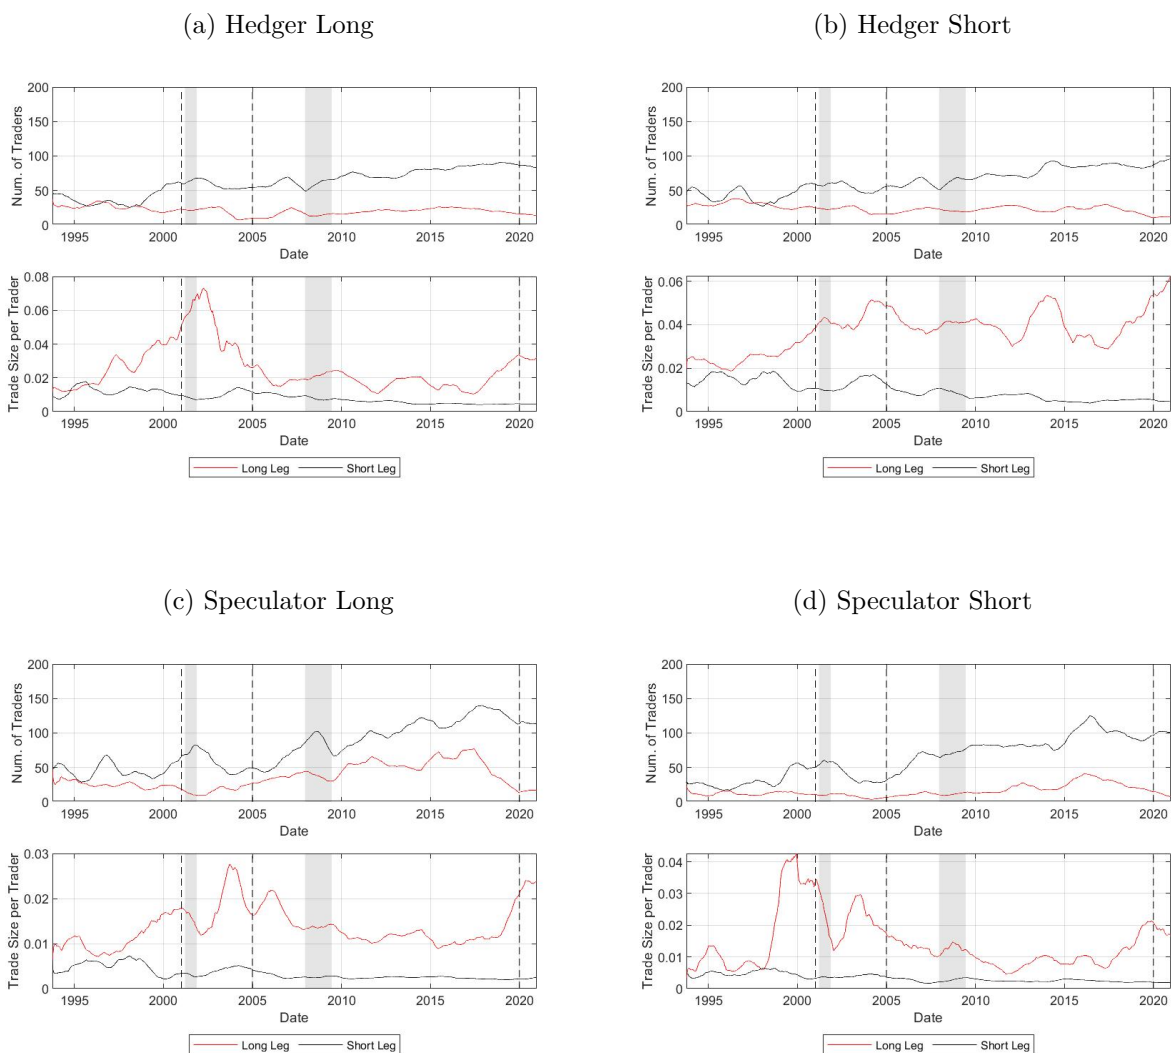 (a) Hedger Long
200
150
100
50
0
Num. of Traders
1995 2000 2005 2010 2015 2020
Date
0.08
0.06
0.04
0.02
0
Trade Size per Trader
1995 2000 2005 2010 2015 2020
Date
Long Leg Short Leg
(b) Hedger Short
200
150
100
50
0
Num. of Traders
1995 2000 2005 2010 2015 2020
Date
0.06
0.04
0.02
0
Trade Size per Trader
1995 2000 2005 2010 2015 2020
Date
Long Leg Short Leg
(c) Speculator Long
200
150
100
50
0
Num. of Traders
1995 2000 2005 2010 2015 2020
Date
0.03
0.02
0.01
0
Trade Size per Trader
1995 2000 2005 2010 2015 2020
Date
Long Leg Short Leg
(d) Speculator Short
200
150
100
50
0
Num. of Traders
1995 2000 2005 2010 2015 2020
Date
0.04
0.03
0.02
0.01
0
Trade Size per Trader
1995 2000 2005 2010 2015 2020
Date
Long Leg Short Leg